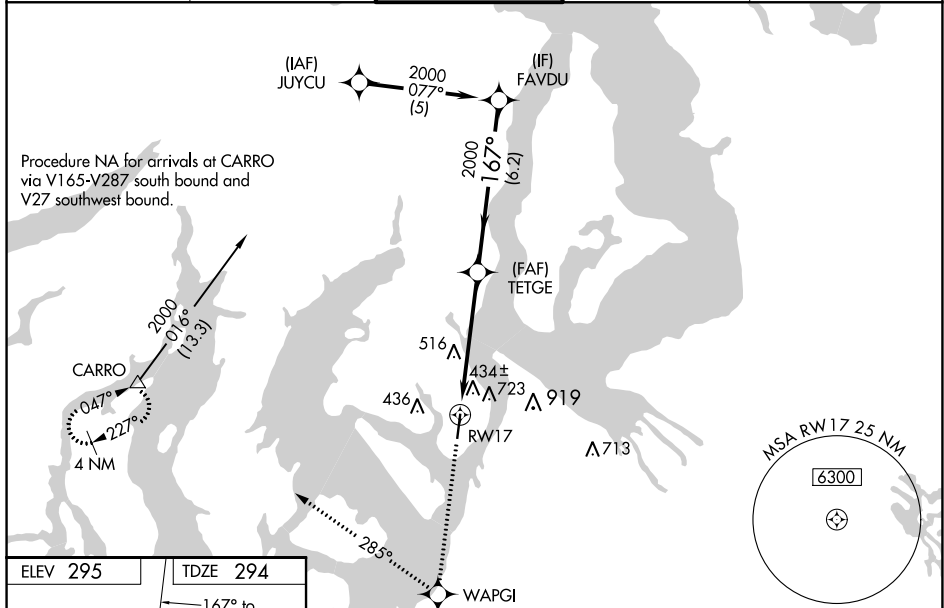 (IAF)
JUYCU
2000
077°
(5)
(IF)
FAVDU
Procedure NA for arrivals at CARRO
via V165-V287 south bound and
V27 southwest bound.
2000
167°
(6.2)
(FAF)
TETGE
2000
016°
(13.3)
CARRO
047°
227°
4 NM
516
434±
723
436
919
RW17
713
MSA RW17 25 NM
6300
285°
WAPGI
ELEV 295
TDZE 294
167° to